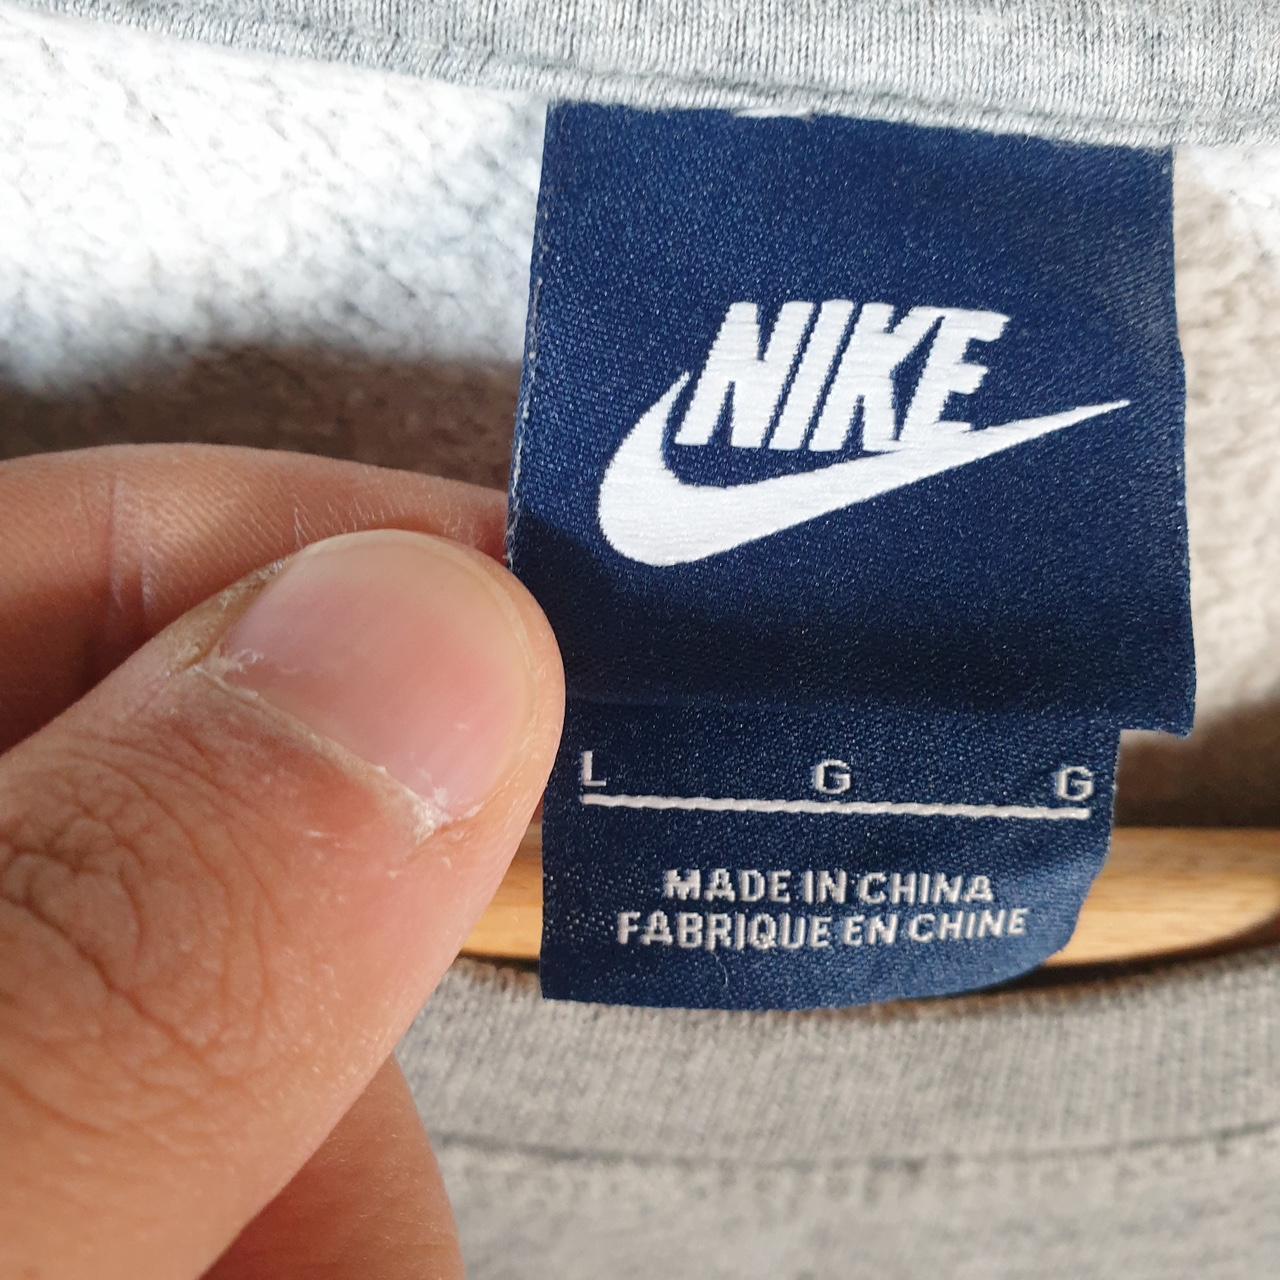 NIKE
L G G
MADE IN CHINA
FABRIQUE EN CHINE